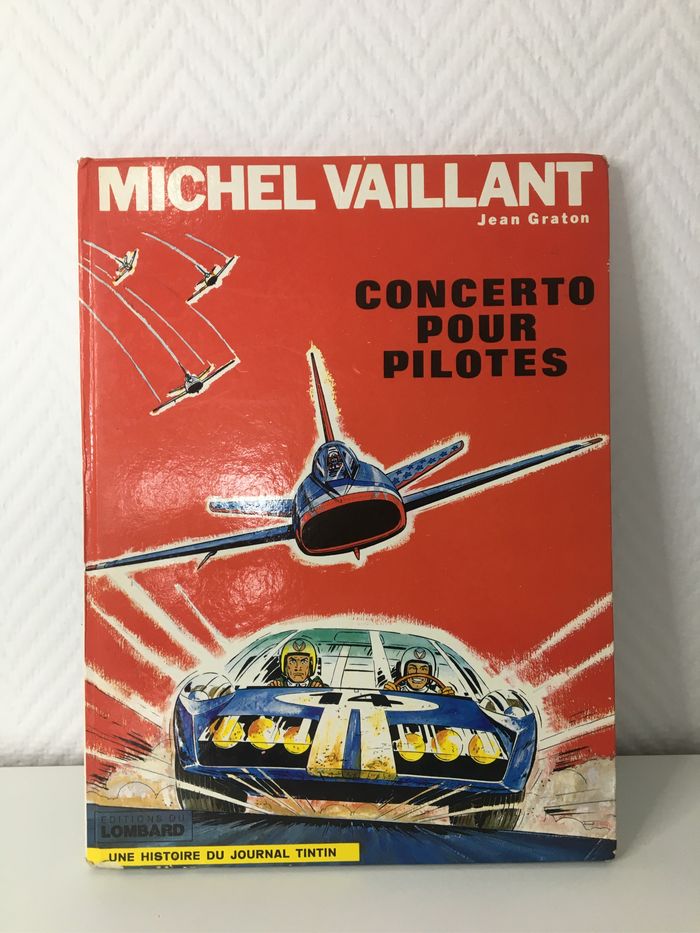 MICHEL VAILLANT
Jean Graton
CONCERTO
POUR
PILOTES
14
EDITIONS DU
LOMBARD
UNE HISTOIRE DU JOURNAL TINTIN